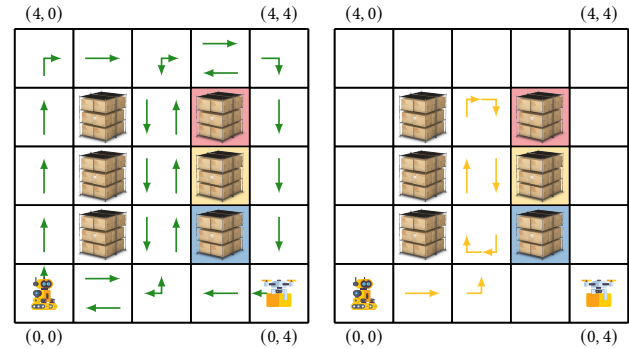 (4, 0) (4, 4) (4, 0) (4, 4)
(0, 0) (0, 4) (0, 0) (0, 4)